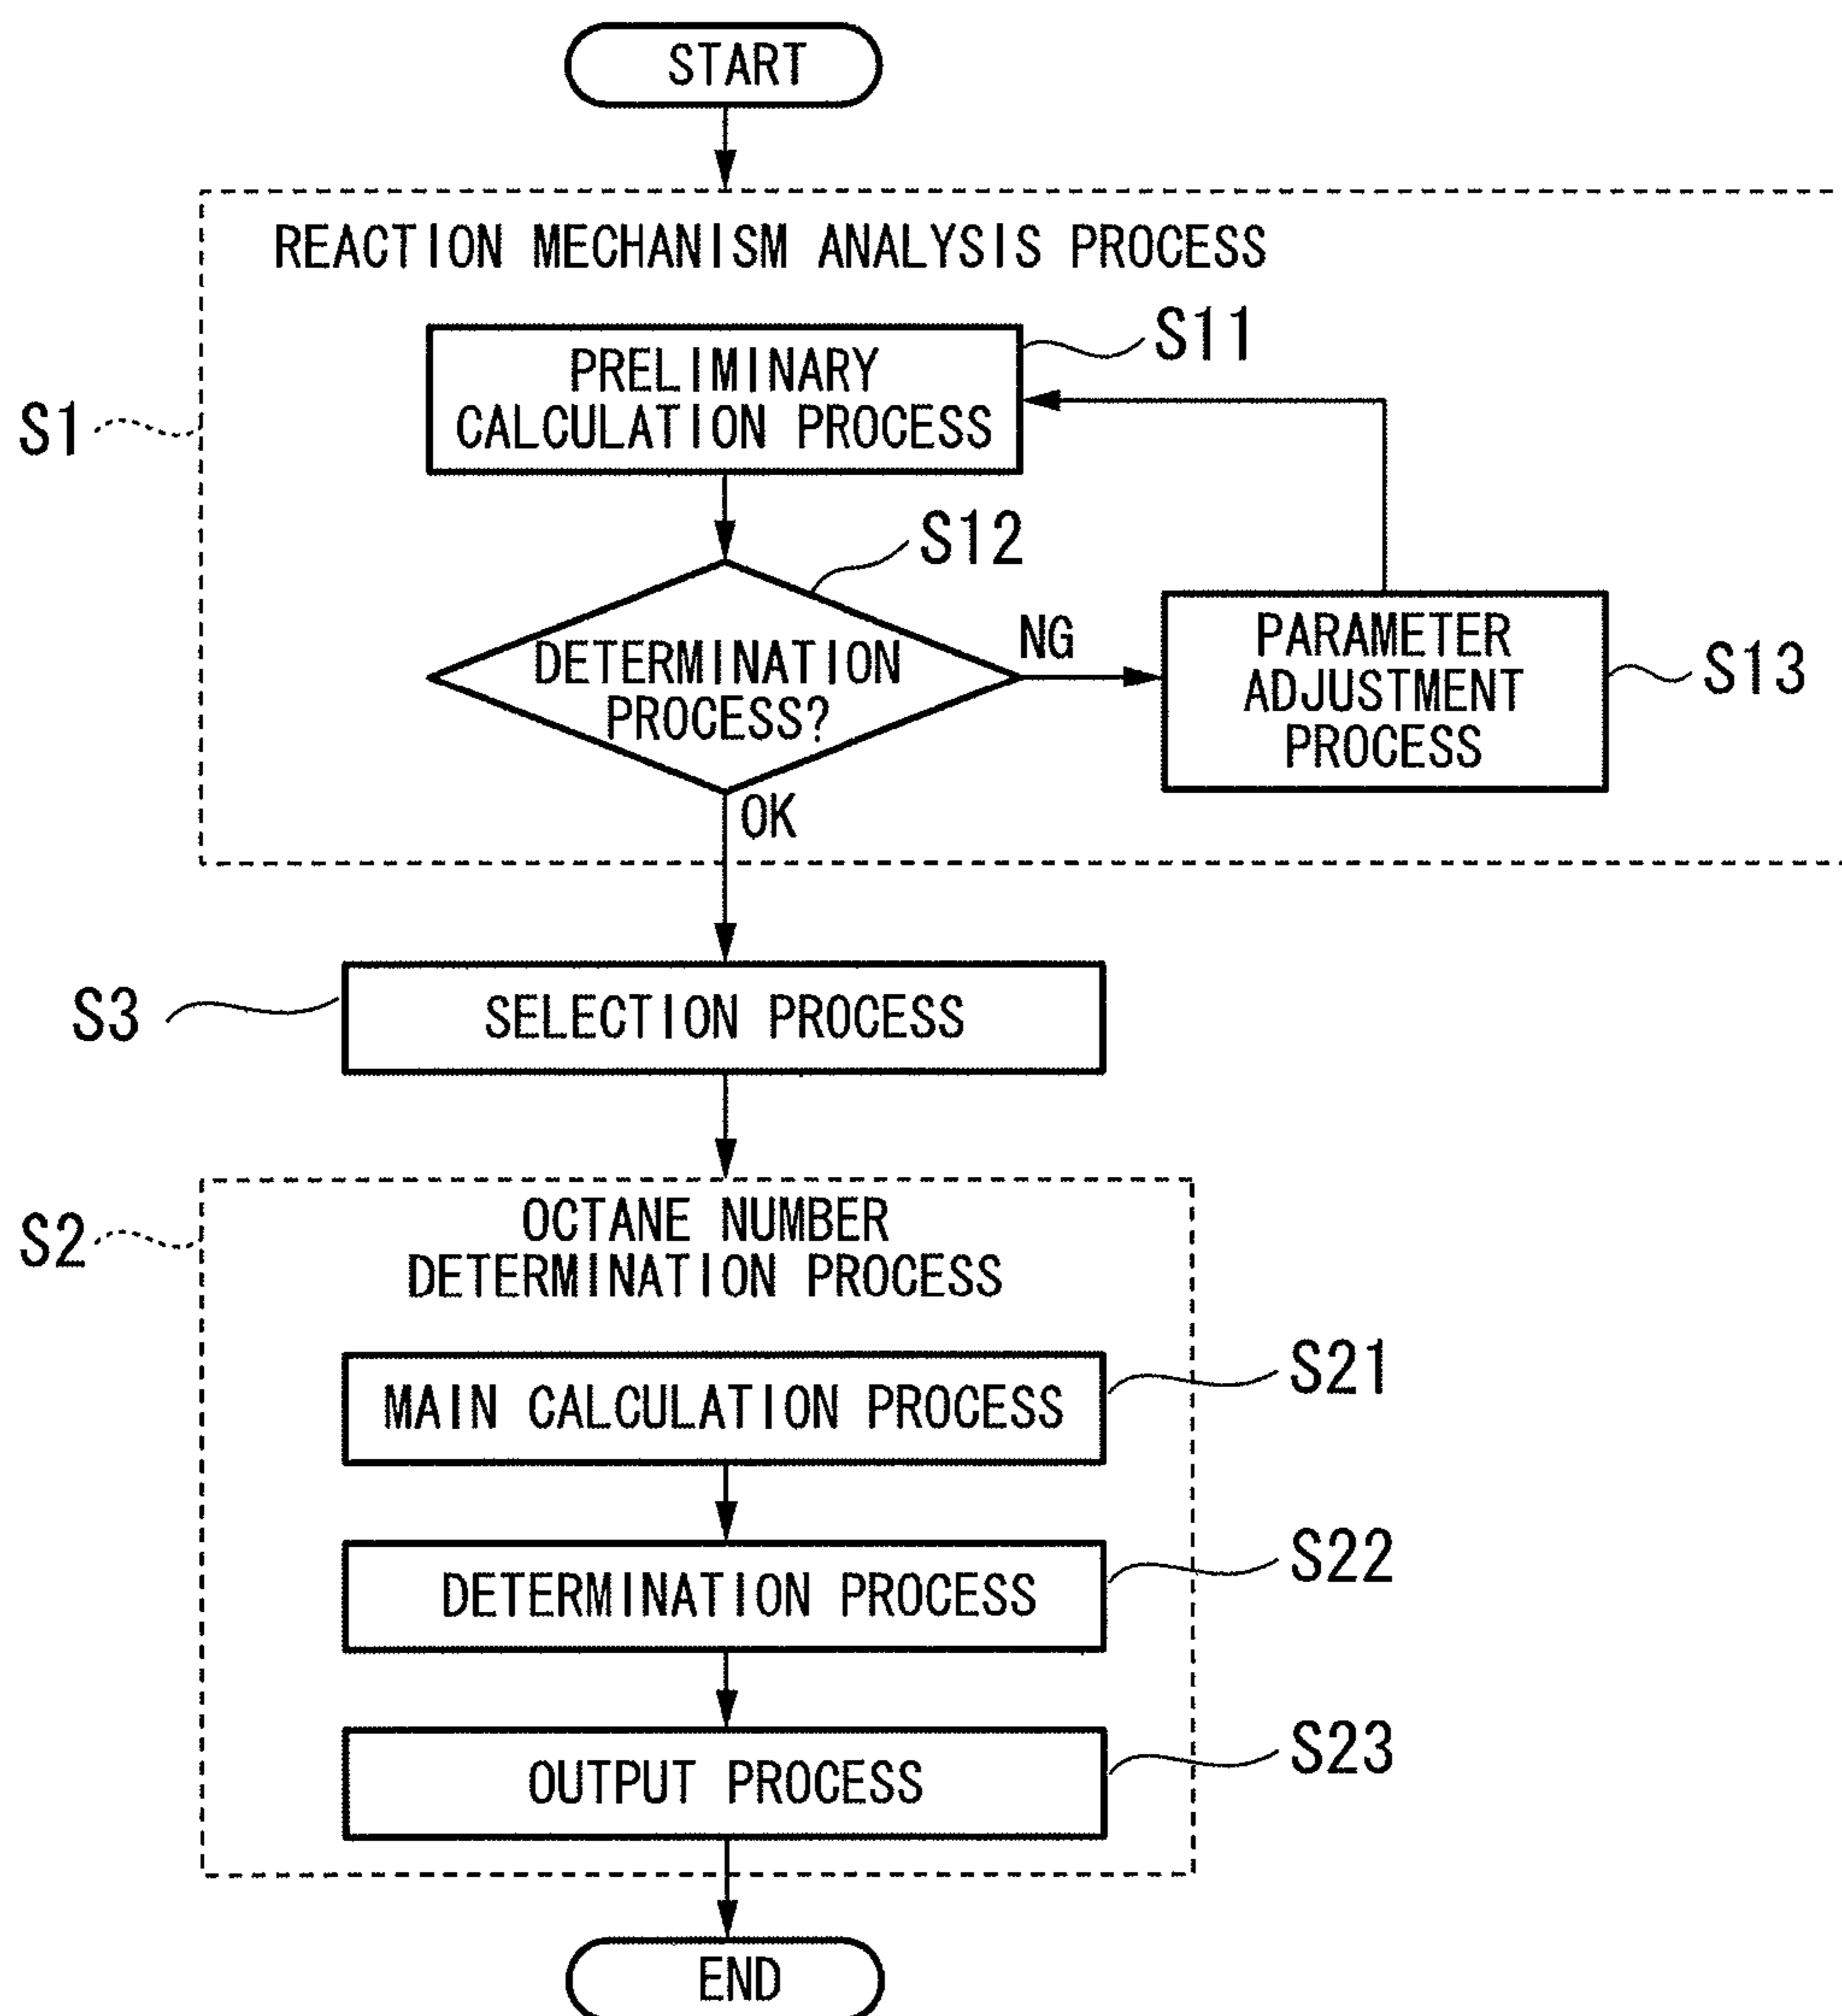 START
REACTION MECHANISM ANALYSIS PROCESS
S11
PRELIMINARY
CALCULATION PROCESS
S1
S12
DETERMINATION
PROCESS?
NG
PARAMETER
ADJUSTMENT
PROCESS
S13
OK
S3
SELECTION PROCESS
S2
OCTANE NUMBER
DETERMINATION PROCESS
MAIN CALCULATION PROCESS
S21
DETERMINATION PROCESS
S22
OUTPUT PROCESS
S23
END